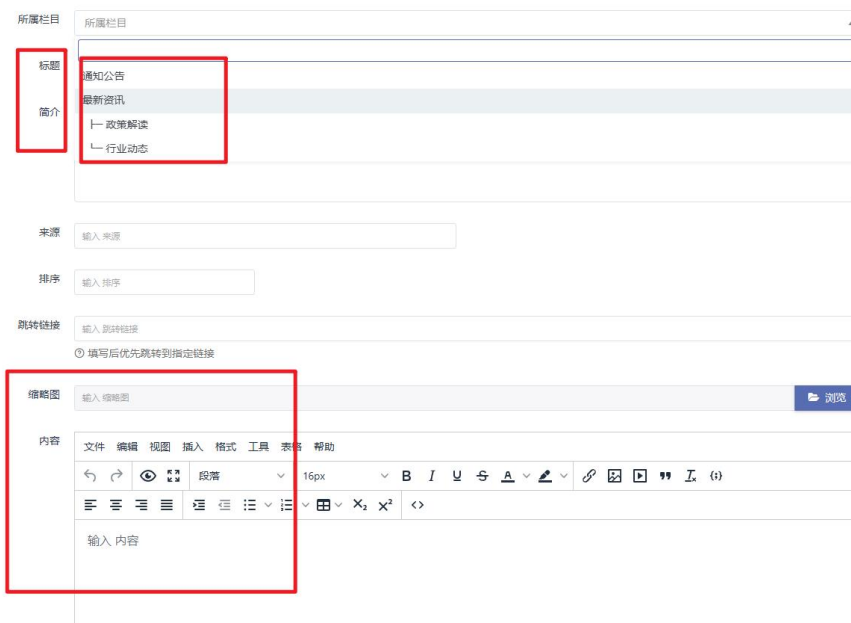 所属栏目
所属栏目
标题
通知公告
最新资讯
简介
├─ 政策解读
└─ 行业动态
来源
输入 来源
排序
输入 排序
跳转链接
输入 跳转链接
填写后优先跳转到指定链接
缩略图
输入 缩略图
浏览
内容
文件 编辑 视图 插入 格式 工具 表格 帮助
段落 16px
输入 内容